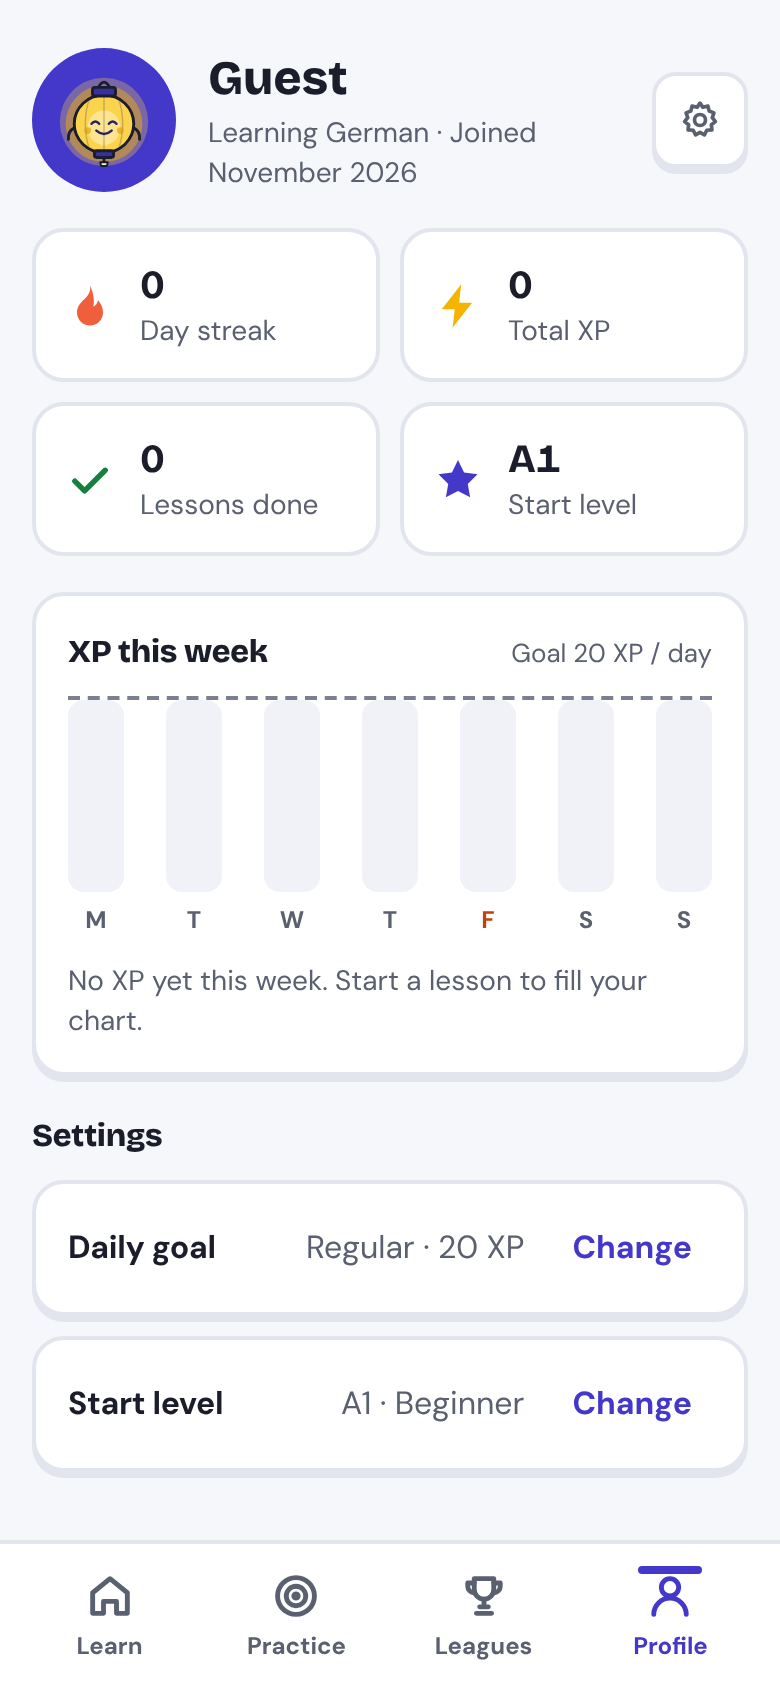 Guest
Learning German · Joined
November 2026
0
Day streak
0
Total XP
0
Lessons done
A1
Start level
XP this week
Goal 20 XP / day
M T W T F S S
No XP yet this week. Start a lesson to fill your
chart.
Settings
Daily goal Regular · 20 XP Change
Start level A1 · Beginner Change
Learn Practice Leagues Profile